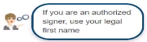 If you are an authorized
signer, use your legal
first name